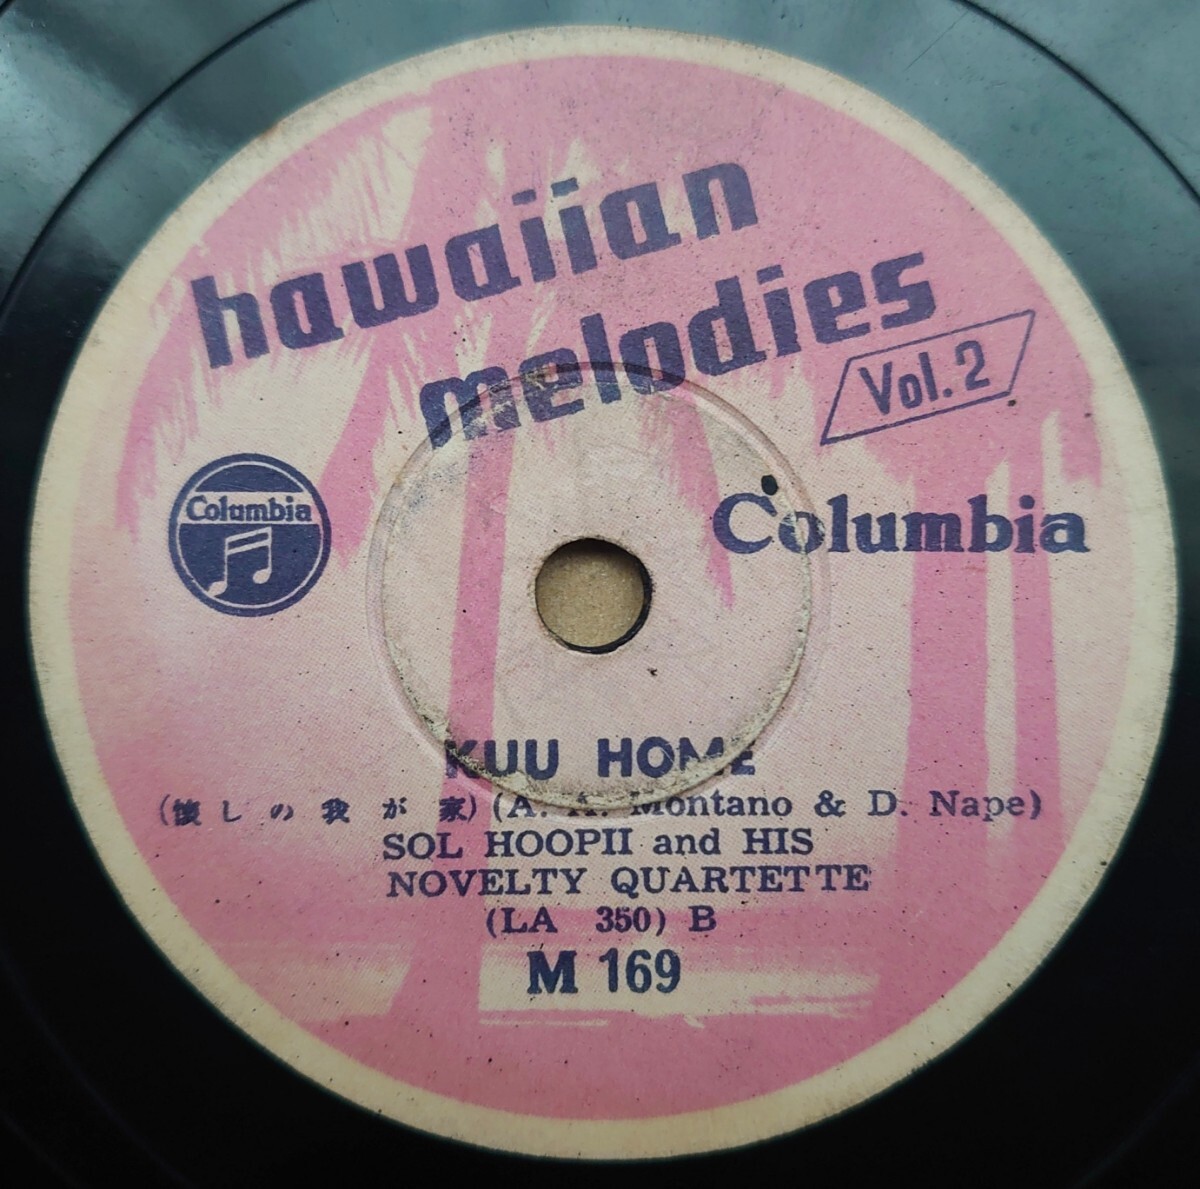 hawaiian
melodies
Vol. 2
Columbia
Columbia
KUU HOME
(懐しの我が家) (A. A. Montano & D. Nape)
SOL HOOPII and HIS
NOVELTY QUARTETTE
(LA 350) B
M 169